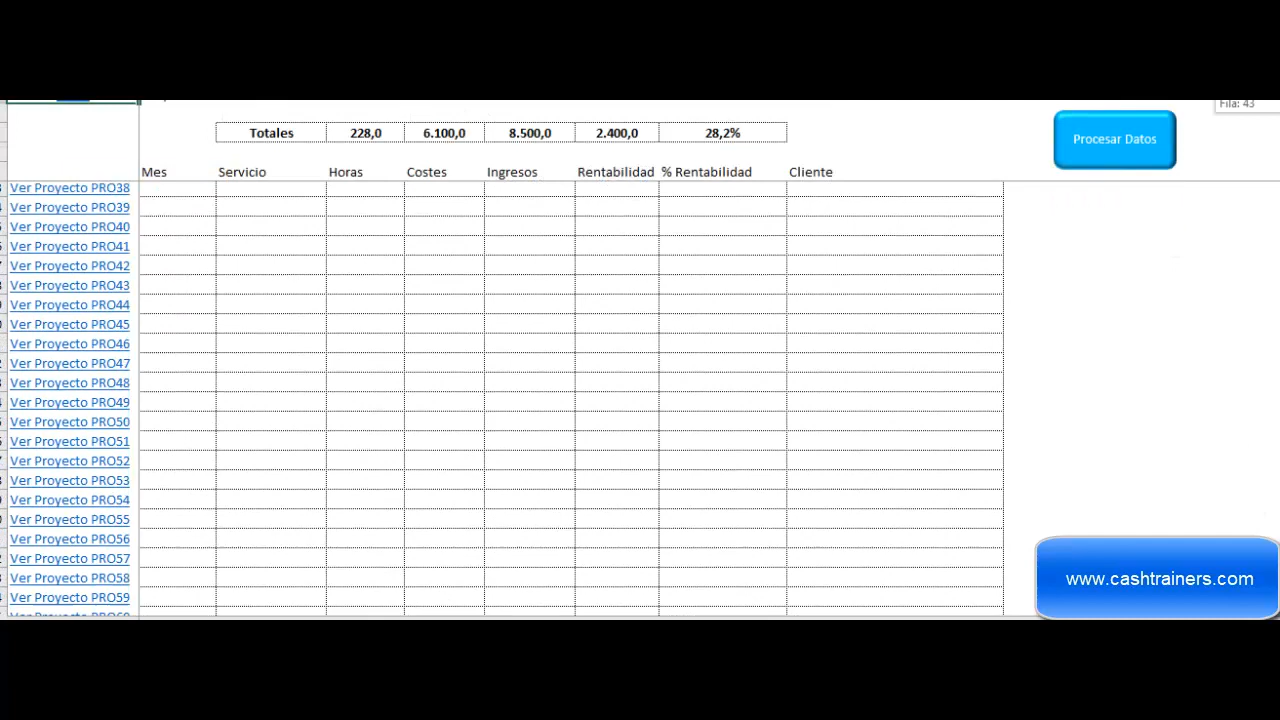 Fila: 43
Totales 228,0 6.100,0 8.500,0 2.400,0 28,2%
Procesar Datos
Mes Servicio Horas Costes Ingresos Rentabilidad % Rentabilidad Cliente
Ver Proyecto PRO38
Ver Proyecto PRO39
Ver Proyecto PRO40
Ver Proyecto PRO41
Ver Proyecto PRO42
Ver Proyecto PRO43
Ver Proyecto PRO44
Ver Proyecto PRO45
Ver Proyecto PRO46
Ver Proyecto PRO47
Ver Proyecto PRO48
Ver Proyecto PRO49
Ver Proyecto PRO50
Ver Proyecto PRO51
Ver Proyecto PRO52
Ver Proyecto PRO53
Ver Proyecto PRO54
Ver Proyecto PRO55
Ver Proyecto PRO56
Ver Proyecto PRO57
Ver Proyecto PRO58
Ver Proyecto PRO59
www.cashtrainers.com